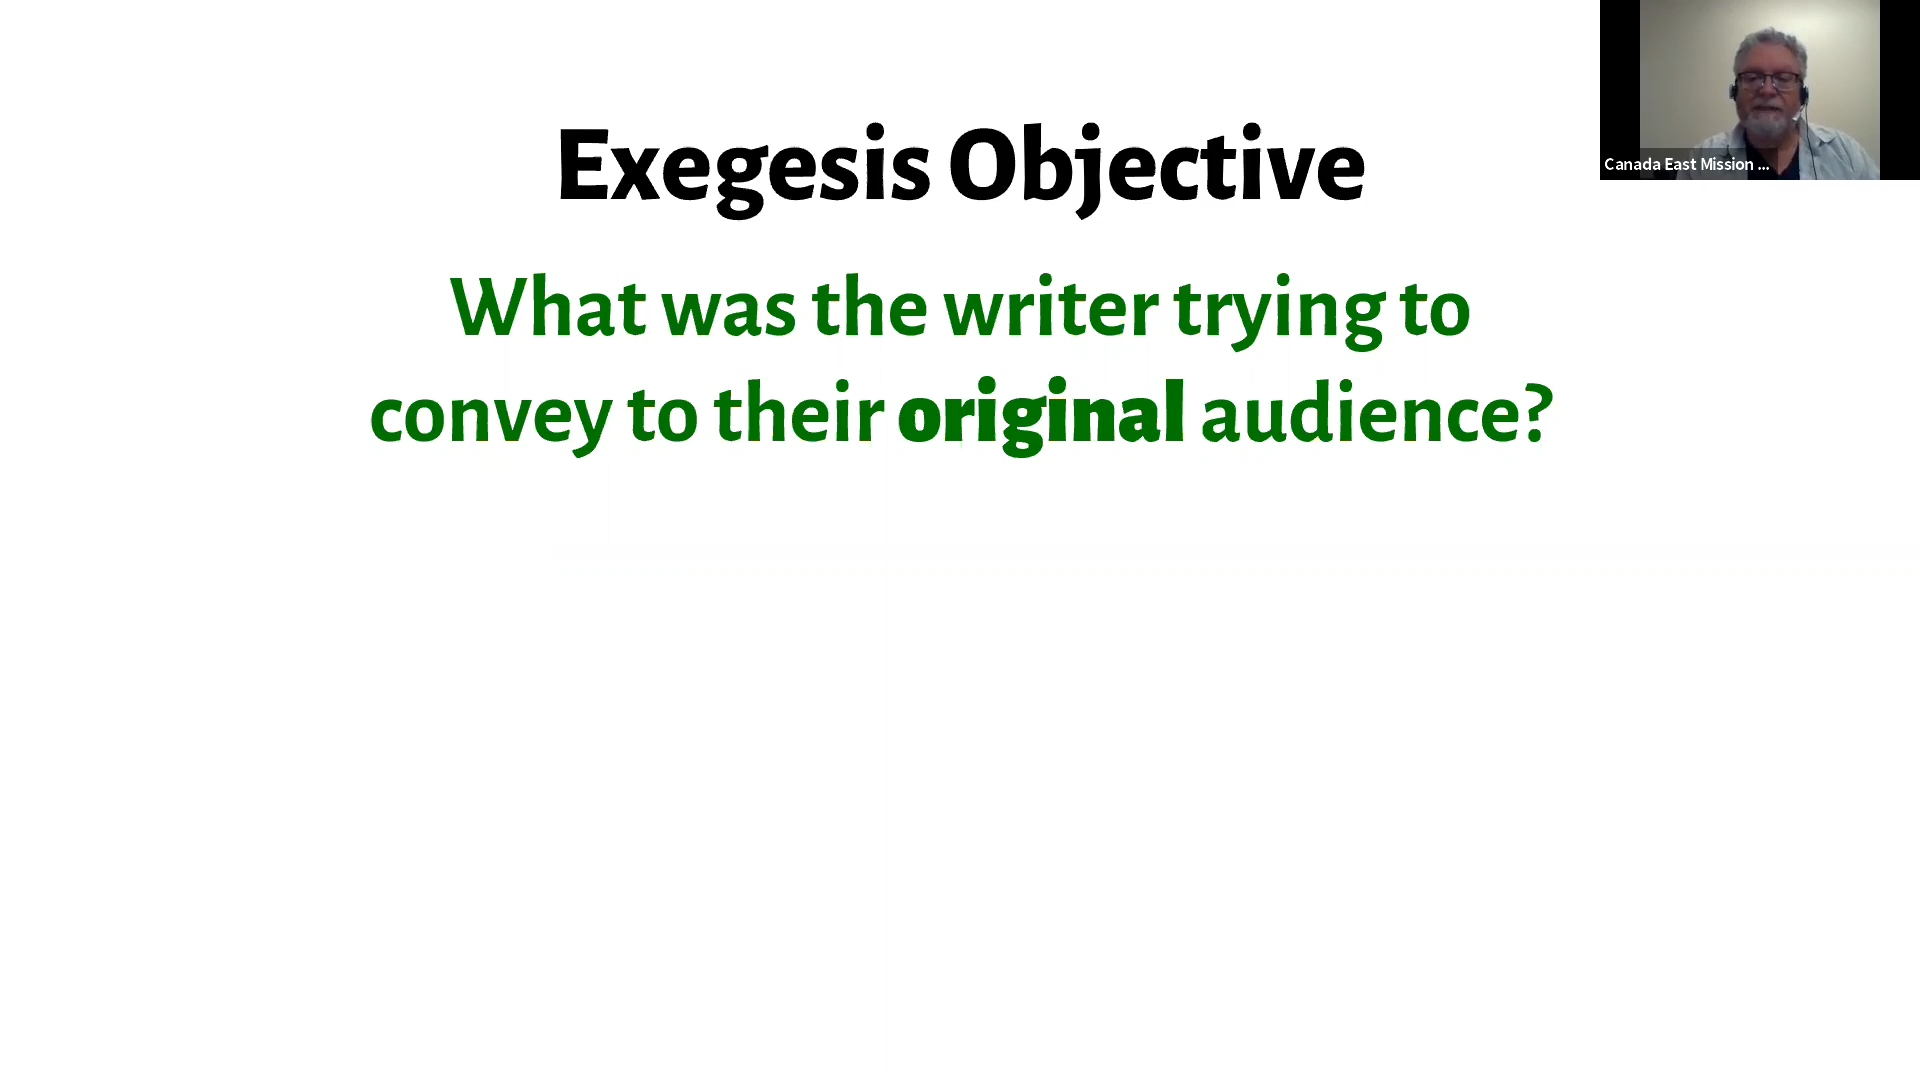 Exegesis Objective
What was the writer trying to
convey to their original audience?
Canada East Mission ...